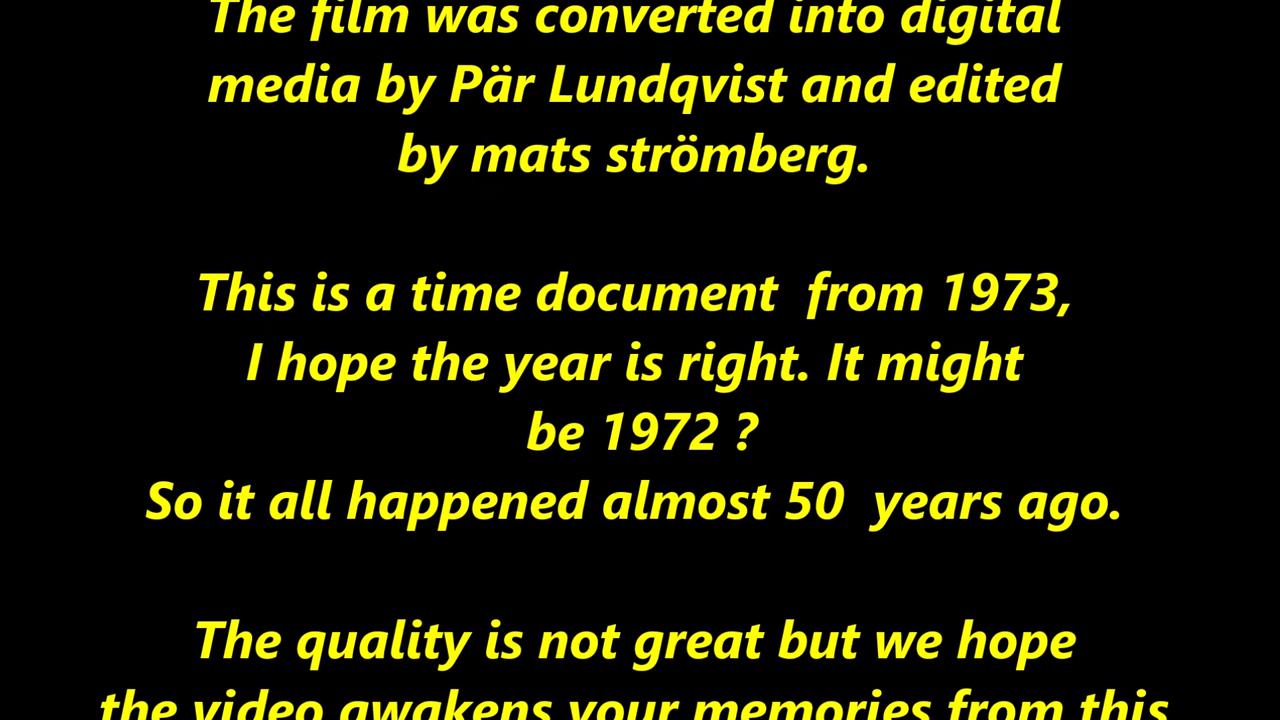 The film was converted into digital
media by Pär Lundqvist and edited
by mats strömberg.
This is a time document  from 1973,
I hope the year is right. It might
be 1972 ?
So it all happened almost 50  years ago.
The quality is not great but we hope
the video awakens your memories from this